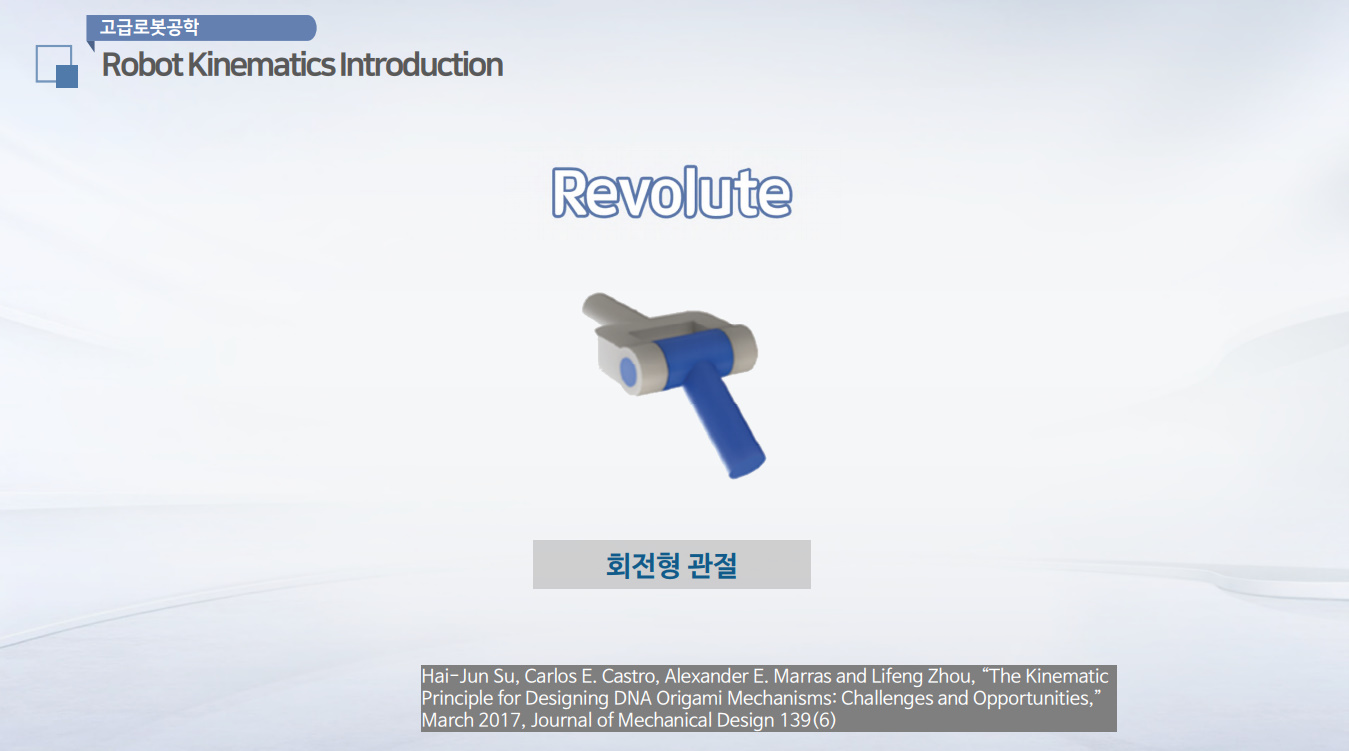 고급로봇공학
Robot Kinematics Introduction
Revolute
회전형 관절
Hai-Jun Su, Carlos E. Castro, Alexander E. Marras and Lifeng Zhou, “The Kinematic
Principle for Designing DNA Origami Mechanisms: Challenges and Opportunities,”
March 2017, Journal of Mechanical Design 139(6)